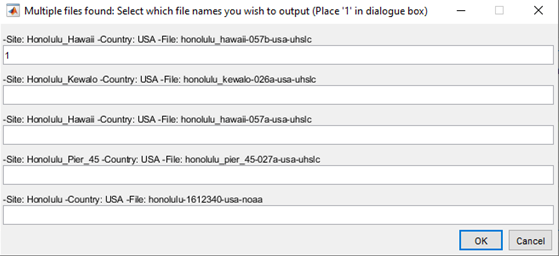 Multiple files found: Select which file names you wish to output (Place '1' in dialogue box)
-Site: Honolulu_Hawaii -Country: USA -File: honolulu_hawaii-057b-usa-uhslc
1
-Site: Honolulu_Kewalo -Country: USA -File: honolulu_kewalo-026a-usa-uhslc
-Site: Honolulu_Hawaii -Country: USA -File: honolulu_hawaii-057a-usa-uhslc
-Site: Honolulu_Pier_45 -Country: USA -File: honolulu_pier_45-027a-usa-uhslc
-Site: Honolulu -Country: USA -File: honolulu-1612340-usa-noaa
OK Cancel